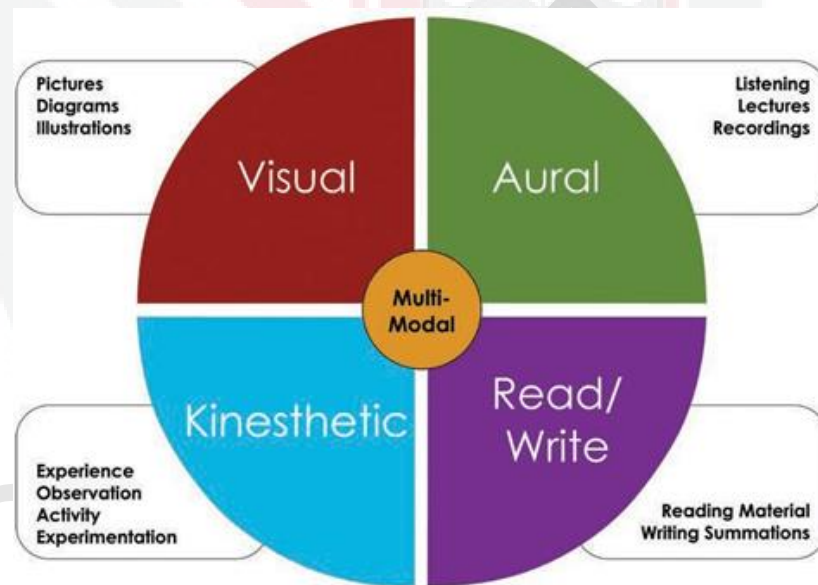 Pictures
Diagrams
Illustrations
Visual
Listening
Lectures
Recordings
Aural
Multi-
Modal
Kinesthetic
Experience
Observation
Activity
Experimentation
Read/
Write
Reading Material
Writing Summations